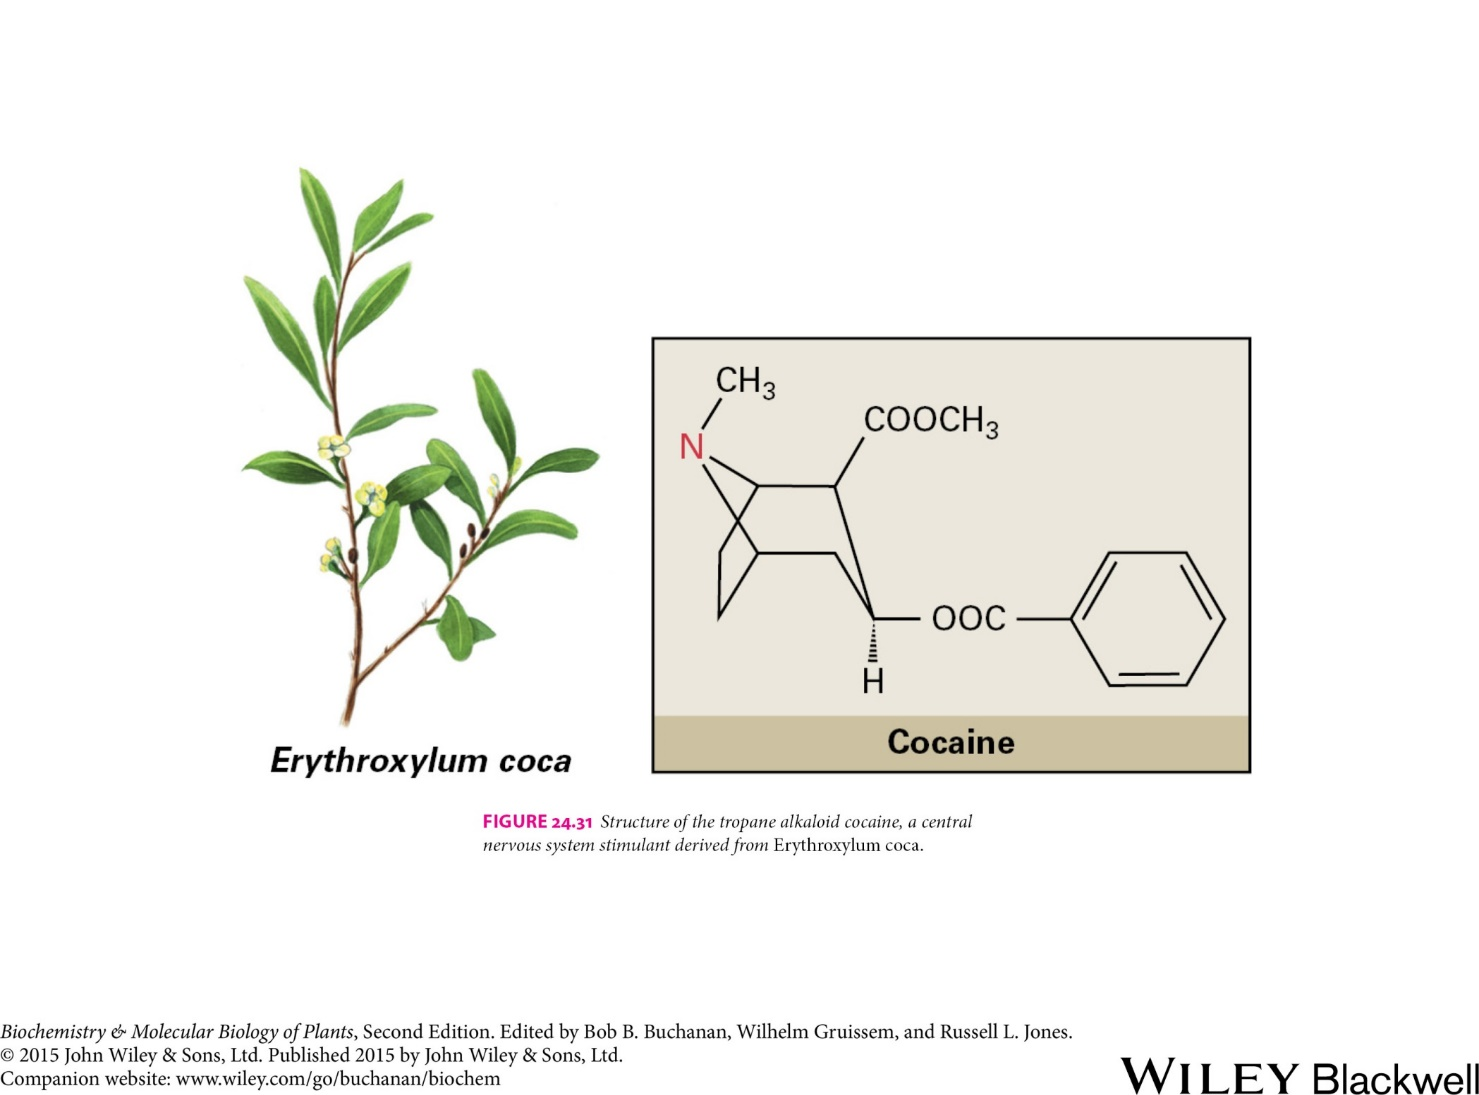 CH3
N
COOCH3
OOC
H
Cocaine
Erythroxylum coca
FIGURE 24.31 Structure of the tropane alkaloid cocaine, a central
nervous system stimulant derived from Erythroxylum coca.
Biochemistry & Molecular Biology of Plants, Second Edition. Edited by Bob B. Buchanan, Wilhelm Gruissem, and Russell L. Jones.
© 2015 John Wiley & Sons, Ltd. Published 2015 by John Wiley & Sons, Ltd.
Companion website: www.wiley.com/go/buchanan/biochem
WILEY Blackwell